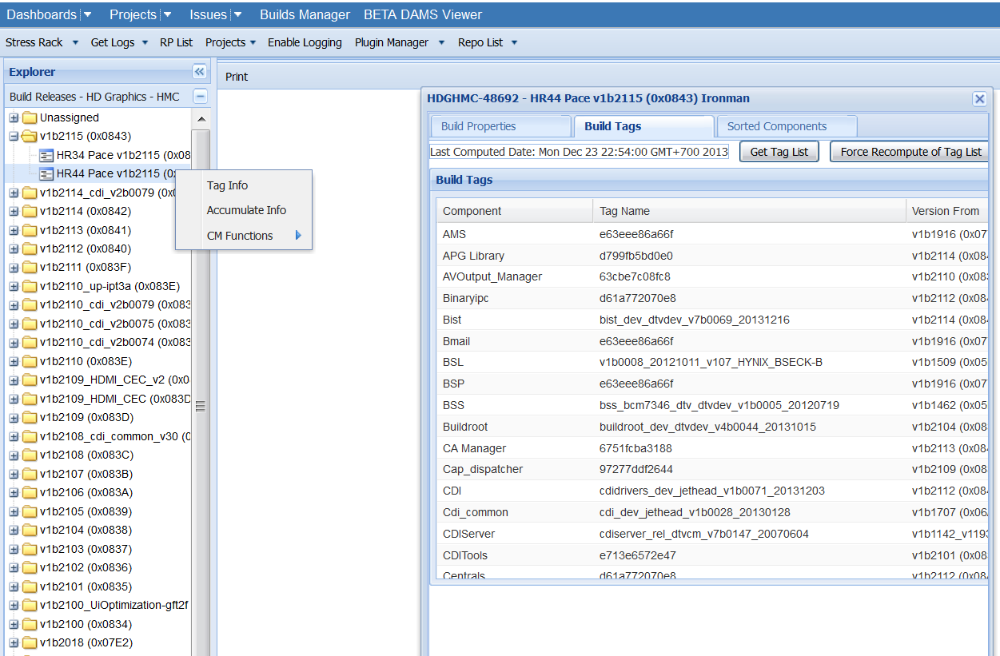 Dashboards Projects Issues Builds Manager BETA DAMS Viewer
Stress Rack Get Logs RP List Projects Enable Logging Plugin Manager Repo List
Explorer
Build Releases - HD Graphics - HMC
Unassigned
v1b2115 (0x0843)
HR34 Pace v1b2115 (0x08
HR44 Pace v1b2115 (0x
v1b2114_cdi_v2b0079 (0x0
v1b2114 (0x0842)
v1b2113 (0x0841)
v1b2112 (0x0840)
v1b2111 (0x083F)
v1b2110_up-ipt3a (0x083E)
v1b2110_cdi_v2b0079 (0x083
v1b2110_cdi_v2b0075 (0x083
v1b2110_cdi_v2b0074 (0x083
v1b2110 (0x083E)
v1b2109_HDMI_CEC_v2 (0x0
v1b2109_HDMI_CEC (0x083D
v1b2109 (0x083D)
v1b2108_cdi_common_v30 (0
v1b2108 (0x083C)
v1b2107 (0x083B)
v1b2106 (0x083A)
v1b2105 (0x0839)
v1b2104 (0x0838)
v1b2103 (0x0837)
v1b2102 (0x0836)
v1b2101 (0x0835)
v1b2100_UiOptimization-gft2f
v1b2100 (0x0834)
v1b2018 (0x07E2)
Tag Info
Accumulate Info
CM Functions
Print
HDGHMC-48692 - HR44 Pace v1b2115 (0x0843) Ironman
Build Properties Build Tags Sorted Components
Last Computed Date: Mon Dec 23 22:54:00 GMT+700 2013 Get Tag List Force Recompute of Tag List
Build Tags
Component Tag Name Version From
AMS e63eee86a66f v1b1916 (0x07
APG Library d799fb5bd0e0 v1b2114 (0x084
AVOutput_Manager 63cbe7c08fc8 v1b2110 (0x083
Binaryipc d61a772070e8 v1b2112 (0x084
Bist bist_dev_dtvdev_v7b0069_20131216 v1b2114 (0x084
Bmail e63eee86a66f v1b1916 (0x07
BSL v1b0008_20121011_v107_HYNIX_BSECK-B v1b1509 (0x05
BSP e63eee86a66f v1b1916 (0x07
BSS bss_bcm7346_dtv_dtvdev_v1b0005_20120719 v1b1462 (0x05
Buildroot buildroot_dev_dtvdev_v4b0044_20131015 v1b2104 (0x08
CA Manager 6751fcba3188 v1b2113 (0x084
Cap_dispatcher 97277ddf2644 v1b2109 (0x08
CDI cdidrivers_dev_jethead_v1b0071_20131203 v1b2112 (0x084
Cdi_common cdi_dev_jethead_v1b0028_20130128 v1b1707 (0x06
CDIServer cdiserver_rel_dtvcm_v7b0147_20070604 v1b1142_v1193
CDITools e713e6572e47 v1b2101 (0x08
Centrals d61a772070e8 v1b2112 (0x084